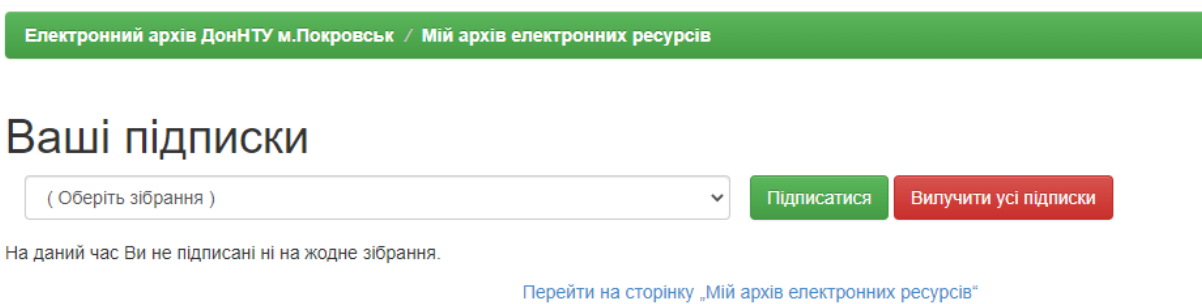 Електронний архів ДонНТУ м.Покровськ / Мій архів електронних ресурсів
Ваші підписки
( Оберіть зібрання ) Підписатися Вилучити усі підписки
На даний час Ви не підписані ні на жодне зібрання.
Перейти на сторінку „Мій архів електронних ресурсів“